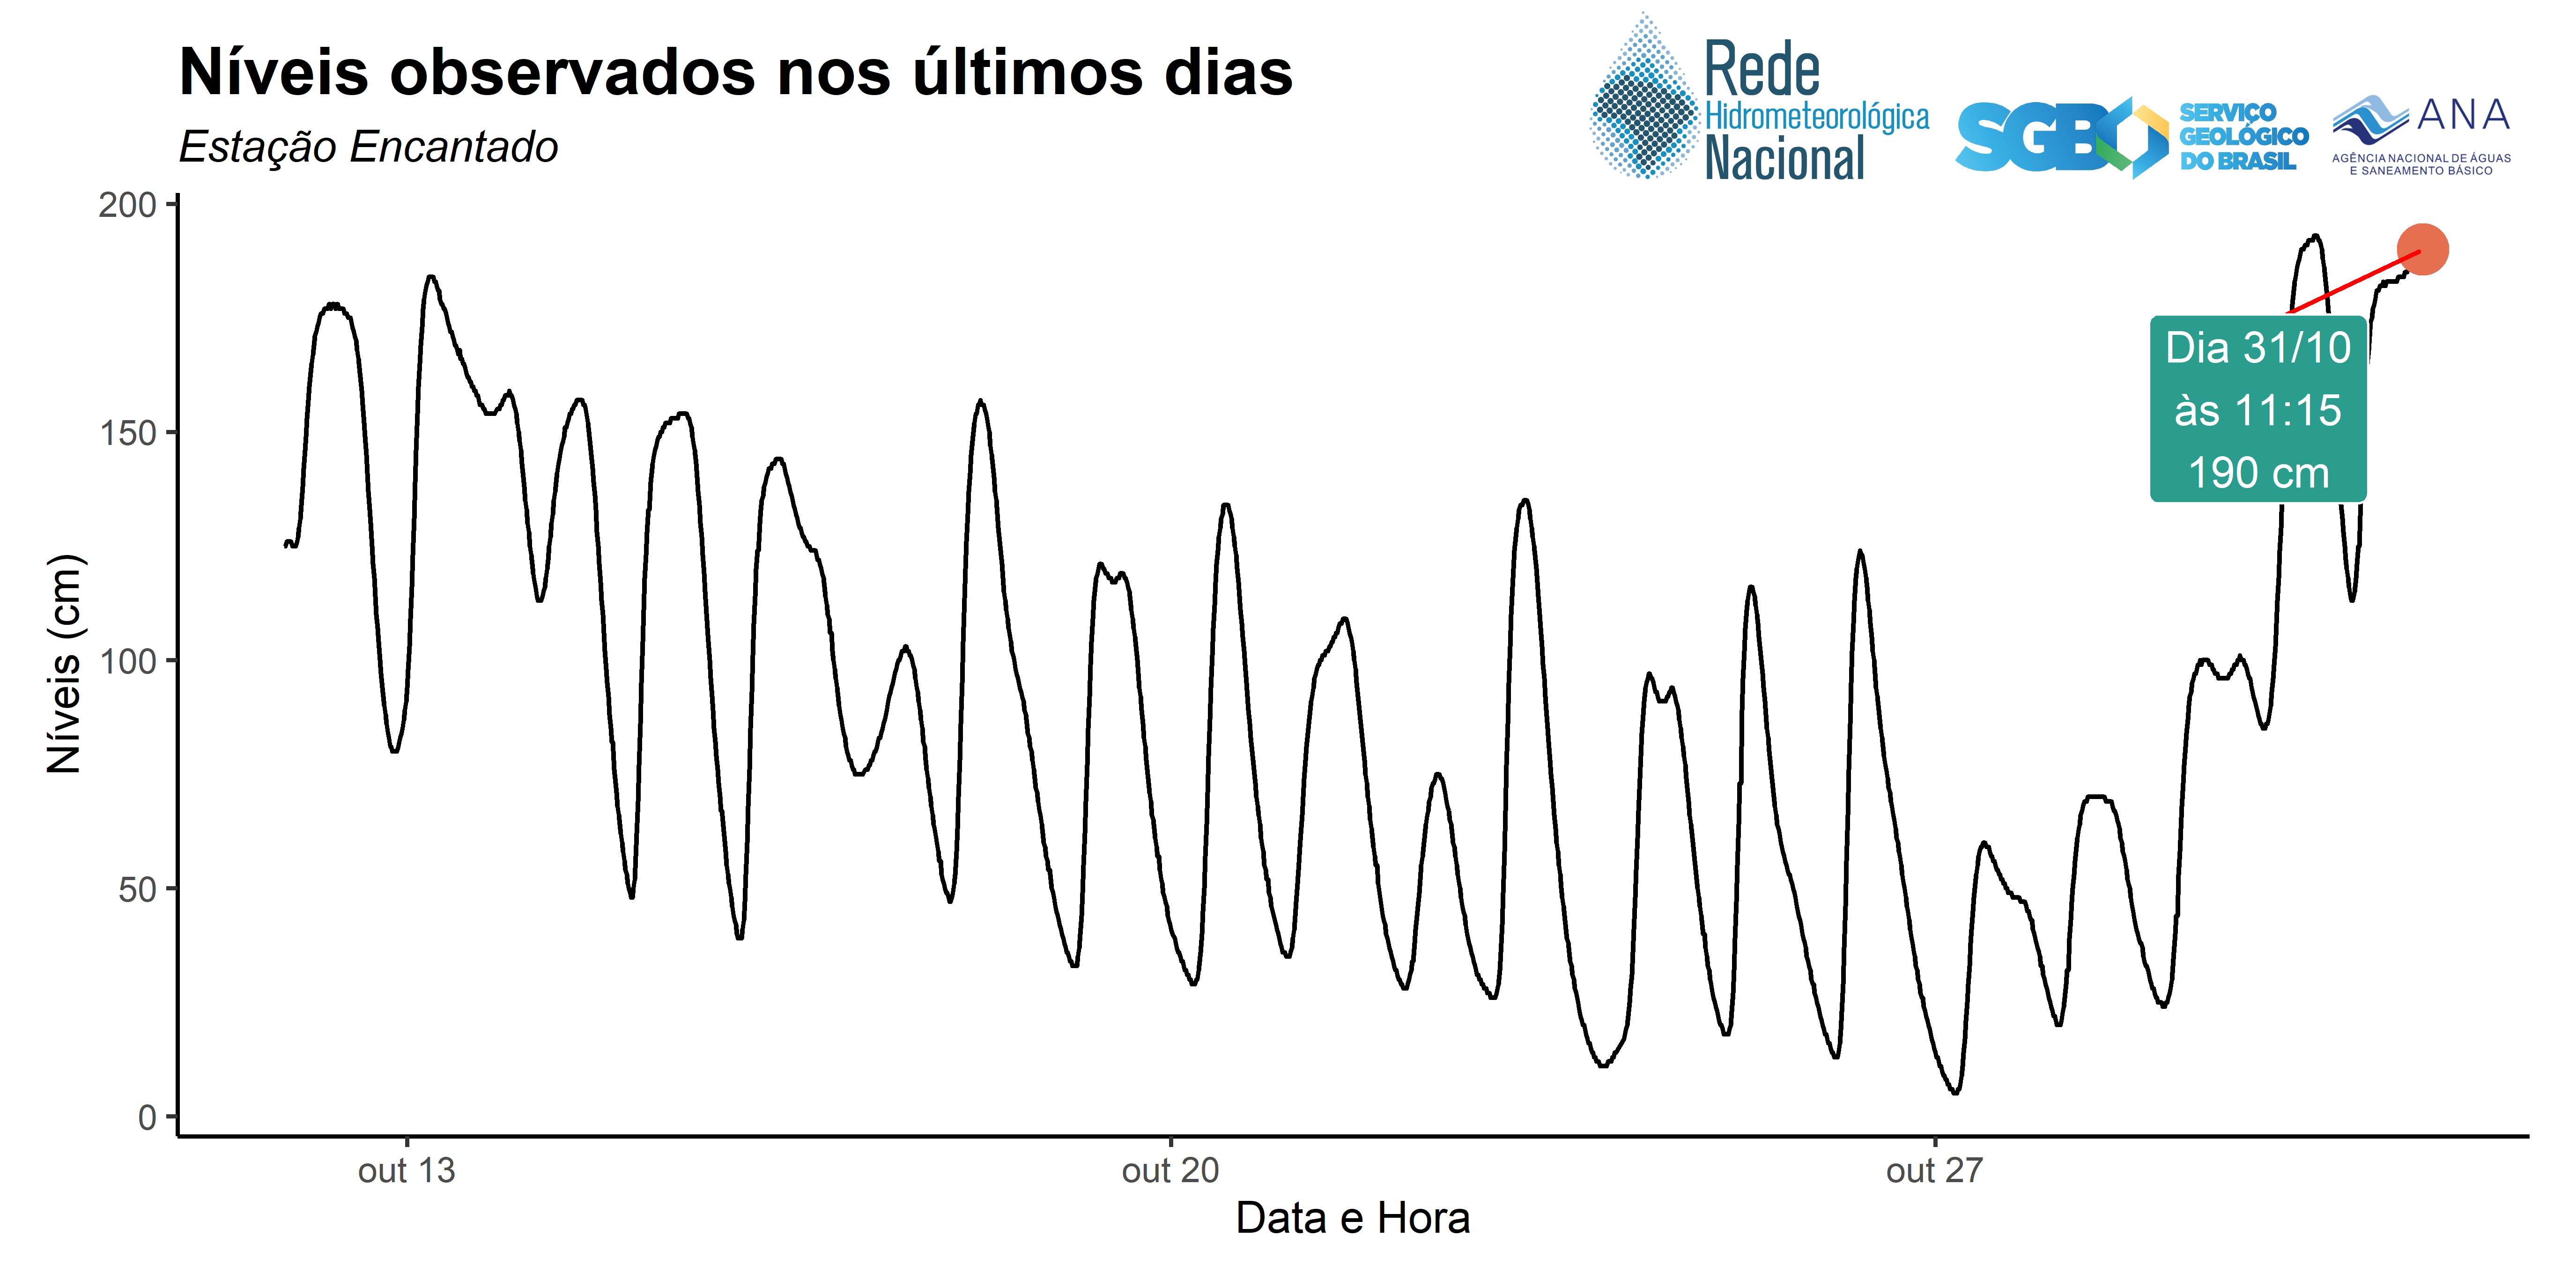 Níveis observados nos últimos dias
Estação Encantado
Rede
Hidrometeorológica
Nacional
SGB
SERVIÇO
GEOLÓGICO
DO BRASIL
ANA
AGÊNCIA NACIONAL DE ÁGUAS
E SANEAMENTO BÁSICO
Níveis (cm)
200
150
100
50
0
Dia 31/10
às 11:15
190 cm
out 13
out 20
out 27
Data e Hora